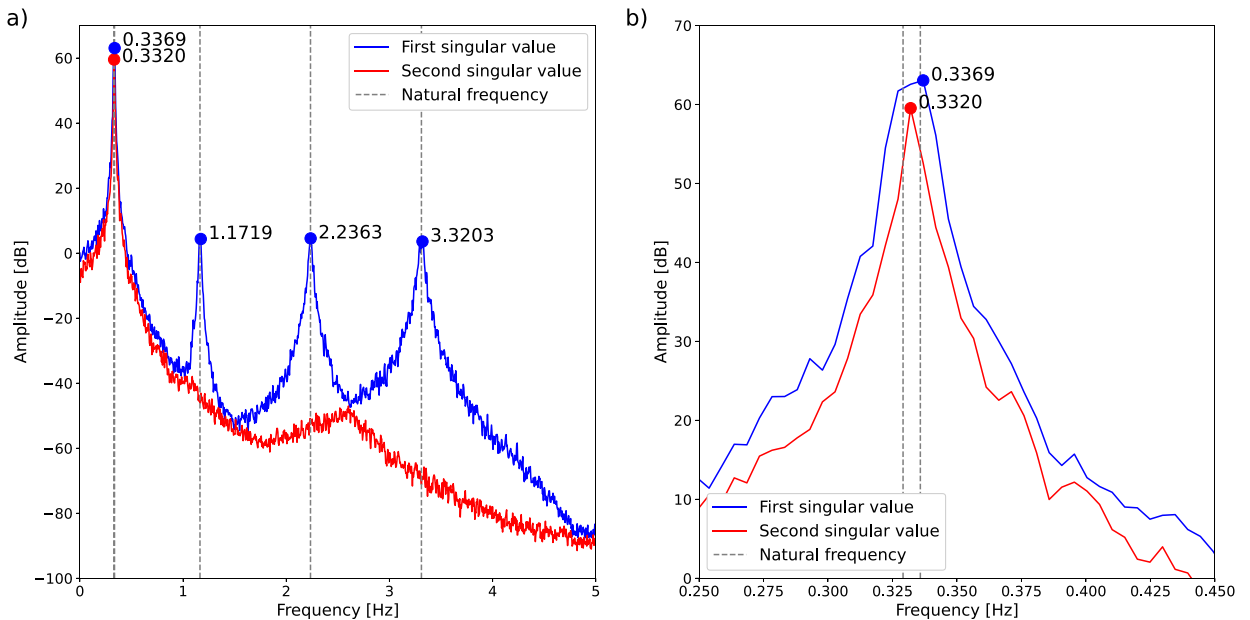 a)
60
40
20
0
−20
−40
−60
−80
−100
Amplitude [dB]
0.3369
0.3320
1.1719
2.2363
3.3203
First singular value
Second singular value
Natural frequency
0 1 2 3 4 5
Frequency [Hz]
b)
70
60
50
40
30
20
10
0
Amplitude [dB]
0.3369
0.3320
First singular value
Second singular value
Natural frequency
0.250 0.275 0.300 0.325 0.350 0.375 0.400 0.425 0.450
Frequency [Hz]